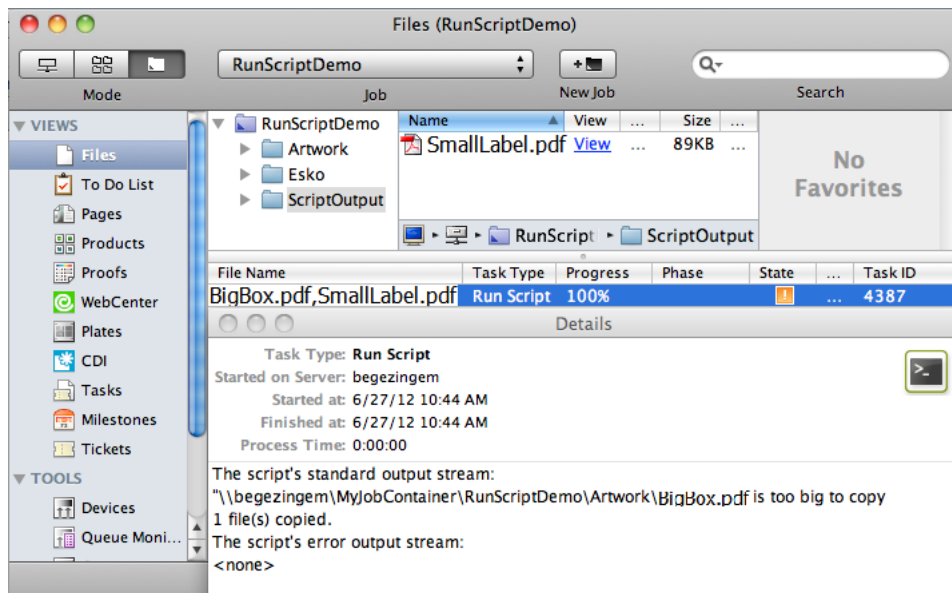 Files (RunScriptDemo)
RunScriptDemo
Mode
Job
New Job
Search
VIEWS
Files
To Do List
Pages
Products
Proofs
WebCenter
Plates
CDI
Tasks
Milestones
Tickets
TOOLS
Devices
Queue Moni...
RunScriptDemo
Artwork
Esko
ScriptOutput
Name View ... Size ...
SmallLabel.pdf View ... 89KB ...
RunScript ScriptOutput
No
Favorites
File Name Task Type Progress Phase State ... Task ID
BigBox.pdf,SmallLabel.pdf Run Script 100% ... 4387
Details
Task Type: Run Script
Started on Server: begezingem
Started at: 6/27/12 10:44 AM
Finished at: 6/27/12 10:44 AM
Process Time: 0:00:00
The script's standard output stream:
"\\begezingem\MyJobContainer\RunScriptDemo\Artwork\BigBox.pdf is too big to copy
1 file(s) copied.
The script's error output stream:
<none>